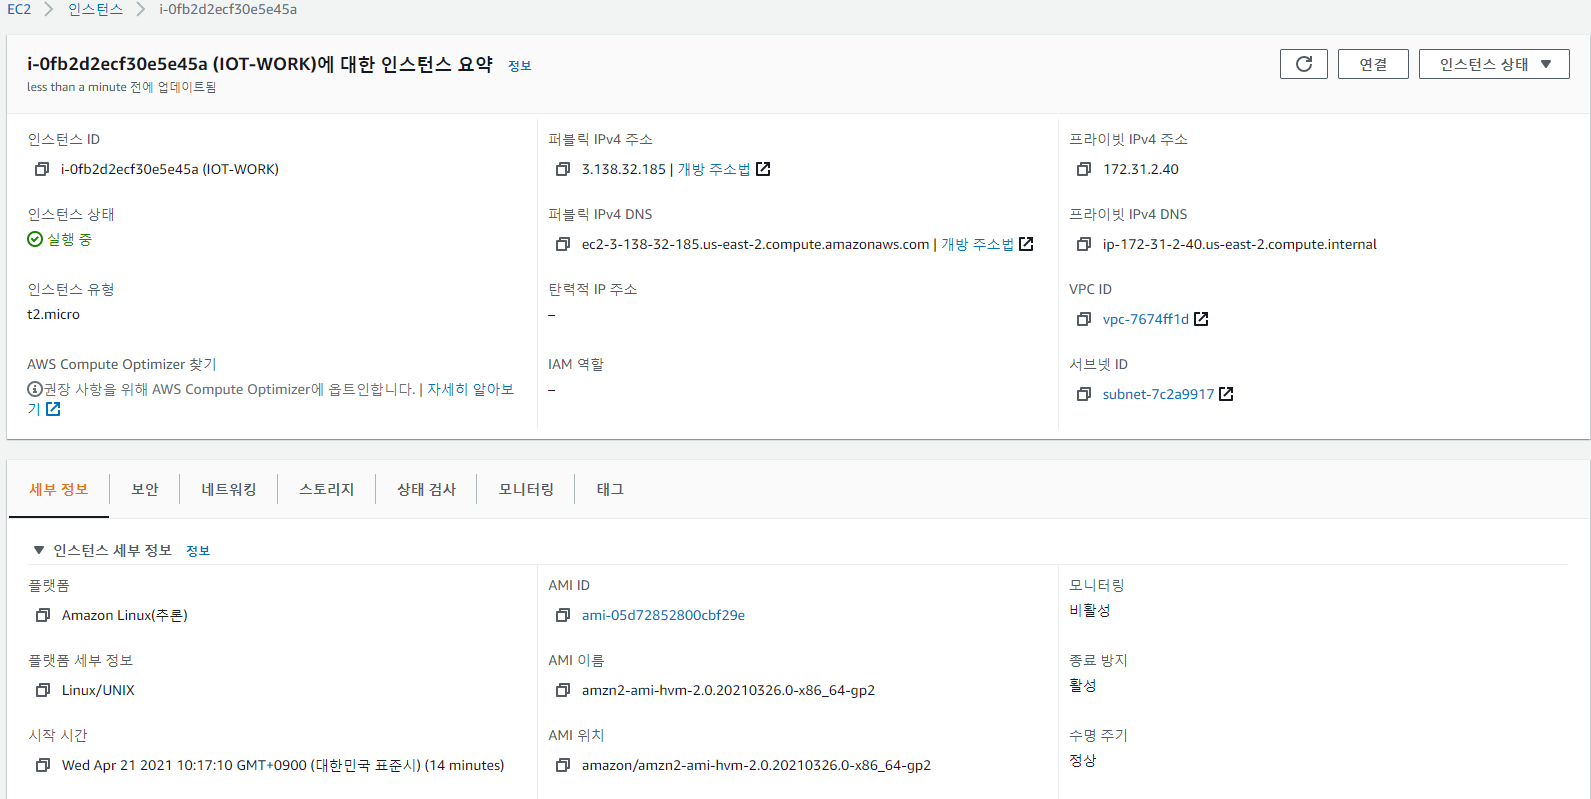 EC2 > 인스턴스 > i-0fb2d2ecf30e5e45a
i-0fb2d2ecf30e5e45a (IOT-WORK)에 대한 인스턴스 요약 정보
less than a minute 전에 업데이트됨
연결
인스턴스 상태 ▼
인스턴스 ID
i-0fb2d2ecf30e5e45a (IOT-WORK)
퍼블릭 IPv4 주소
3.138.32.185 | 개방 주소법
프라이빗 IPv4 주소
172.31.2.40
인스턴스 상태
실행 중
퍼블릭 IPv4 DNS
ec2-3-138-32-185.us-east-2.compute.amazonaws.com | 개방 주소법
프라이빗 IPv4 DNS
ip-172-31-2-40.us-east-2.compute.internal
인스턴스 유형
t2.micro
탄력적 IP 주소
–
VPC ID
vpc-7674ff1d
AWS Compute Optimizer 찾기
권장 사항을 위해 AWS Compute Optimizer에 옵트인합니다. | 자세히 알아보
기
IAM 역할
–
서브넷 ID
subnet-7c2a9917
세부 정보
보안
네트워킹
스토리지
상태 검사
모니터링
태그
▼ 인스턴스 세부 정보 정보
플랫폼
Amazon Linux(추론)
AMI ID
ami-05d72852800cbf29e
모니터링
비활성
플랫폼 세부 정보
Linux/UNIX
AMI 이름
amzn2-ami-hvm-2.0.20210326.0-x86_64-gp2
종료 방지
활성
시작 시간
Wed Apr 21 2021 10:17:10 GMT+0900 (대한민국 표준시) (14 minutes)
AMI 위치
amazon/amzn2-ami-hvm-2.0.20210326.0-x86_64-gp2
수명 주기
정상